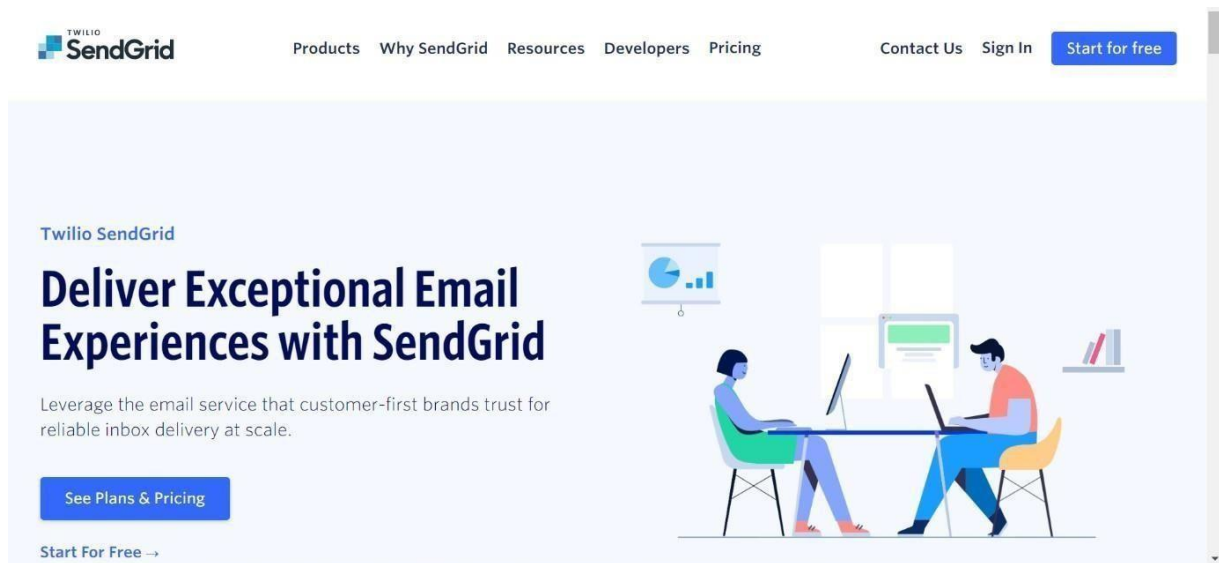 TWILIO
SendGrid
Products Why SendGrid Resources Developers Pricing Contact Us Sign In Start for free
Twilio SendGrid
Deliver Exceptional Email
Experiences with SendGrid
Leverage the email service that customer-first brands trust for
reliable inbox delivery at scale.
See Plans & Pricing
Start For Free →